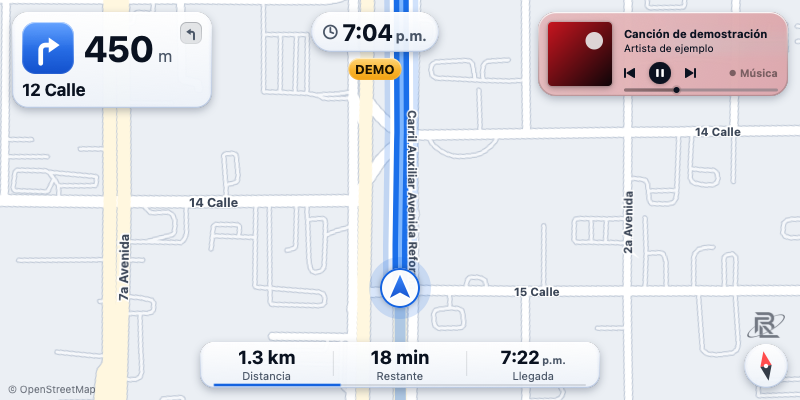 450 m
12 Calle
7:04 p.m.
DEMO
Canción de demostración
Artista de ejemplo
Música
14 Calle
Carril Auxiliar Avenida Refor
14 Calle
2a Avenida
7a Avenida
15 Calle
1.3 km
Distancia
18 min
Restante
7:22 p.m.
Llegada
© OpenStreetMap